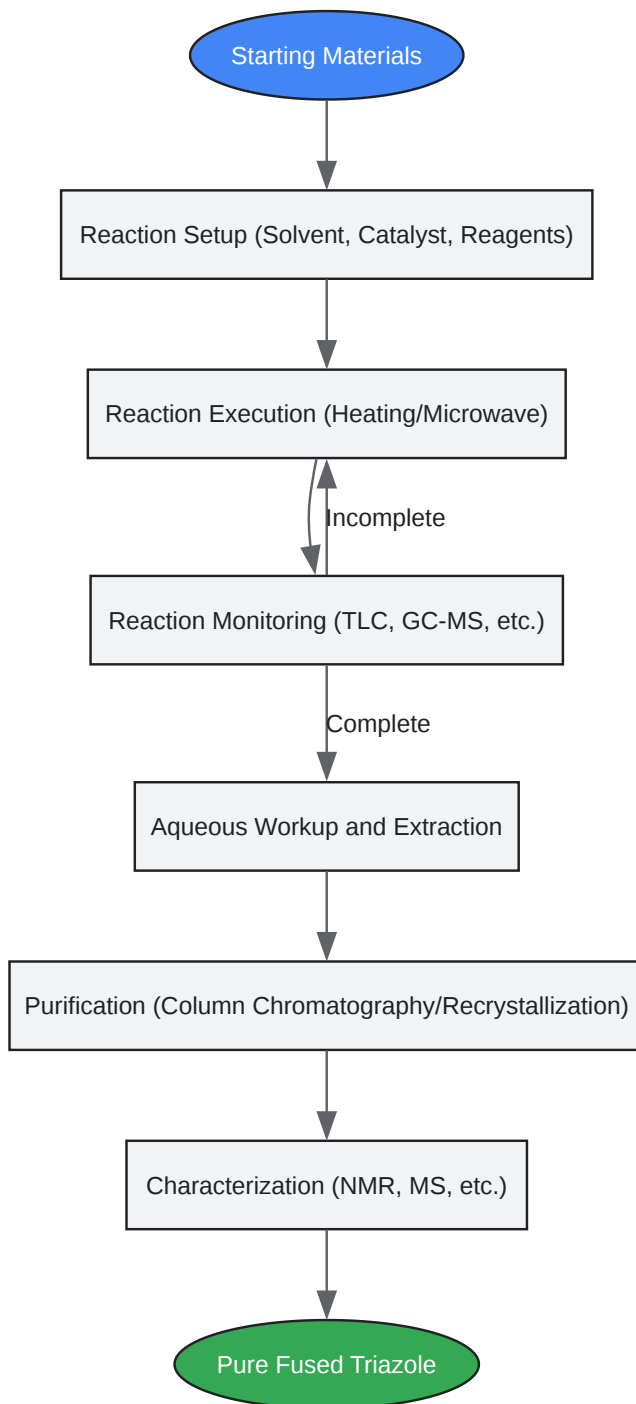 Starting Materials
Reaction Setup (Solvent, Catalyst, Reagents)
Reaction Execution (Heating/Microwave)
Incomplete
Reaction Monitoring (TLC, GC-MS, etc.)
Complete
Aqueous Workup and Extraction
Purification (Column Chromatography/Recrystallization)
Characterization (NMR, MS, etc.)
Pure Fused Triazole